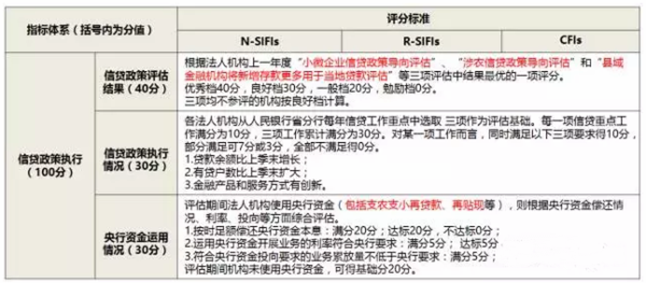 指标体系（括号内为分值）
评分标准
N-SIFIs
R-SIFIs
CFIs
信贷政策执行
（100分）
信贷政策评估
结果（40分）
根据法人机构上一年度“小微企业信贷政策导向评估”、“涉农信贷政策导向评估”和“县域
金融机构将新增存款更多用于当地贷款评估”等三项评估中结果最优的一项评分。
优秀档40分，良好档30分，一般档20分，勉励档0分。
三项均不参评的机构按良好档计算。
信贷政策执行
情况（30分）
各法人机构从人民银行省分行每年信贷工作重点中选取 三项作为评估基础。每一项信贷重点工
作满分为10分，三项工作累计满分为30分。对某一项工作而言，同时满足以下三项要求得10分，
部分满足可7分或3分，全部不满足得0分。
1.贷款余额比上季末增长；
2.有贷户数比上季末扩大；
3.金融产品和服务方式有创新。
央行资金运用
情况（30分）
评估期间法人机构使用央行资金（包括支农支小再贷款、再贴现等），则根据央行资金偿还情
况、利率、投向等方面综合评估。
1.按时足额偿还央行资金本息：满分20分；达标20分，不达标0分；
2.运用央行资金开展业务的利率符合央行要求：满分5分； 达标5分
3.符合央行资金投向要求的业务累放量不低于央行要求：满分5分；
评估期间机构未使用央行资金，可得基础分20分。